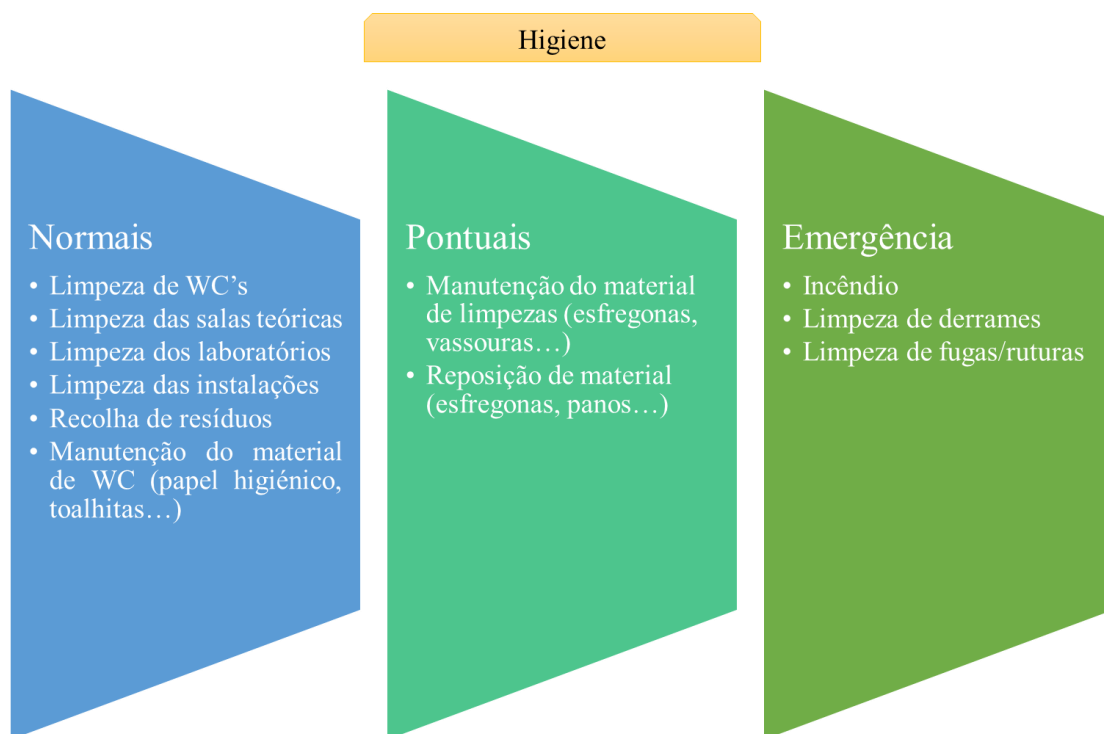 Higiene
Normais
• Limpeza de WC’s
• Limpeza das salas teóricas
• Limpeza dos laboratórios
• Limpeza das instalações
• Recolha de resíduos
• Manutenção do material
de WC (papel higiénico,
toalhitas…)
Pontuais
• Manutenção do material
de limpezas (esfregonas,
vassouras…)
• Reposição de material
(esfregonas, panos…)
Emergência
• Incêndio
• Limpeza de derrames
• Limpeza de fugas/ruturas